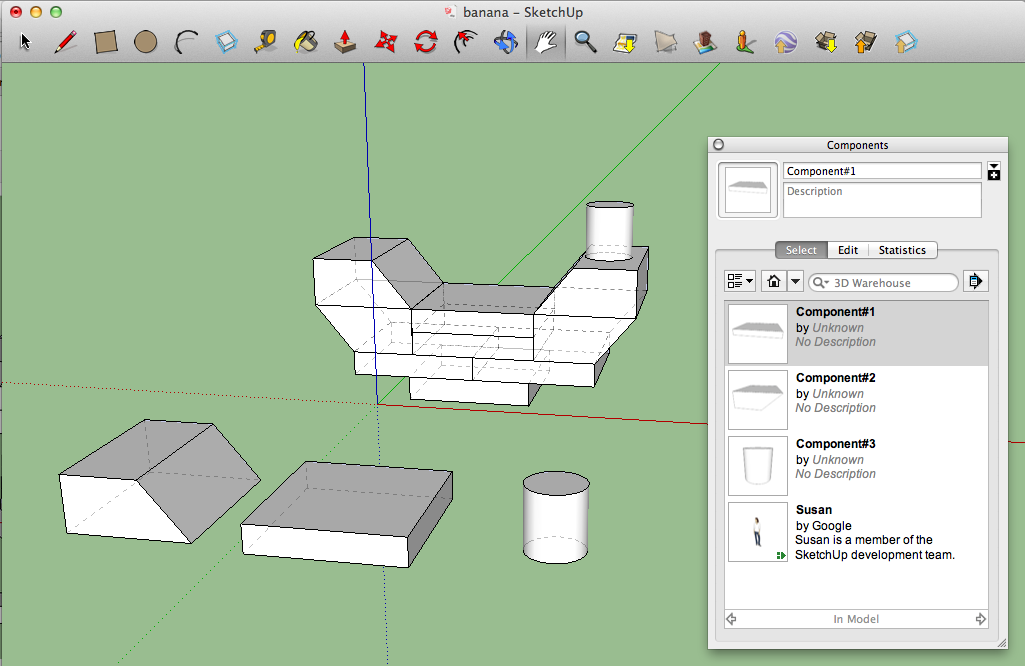 banana – SketchUp
Components
Component#1
Description
Select
Edit
Statistics
3D Warehouse
Component#1
by Unknown
No Description
Component#2
by Unknown
No Description
Component#3
by Unknown
No Description
Susan
by Google
Susan is a member of the
SketchUp development team.
In Model